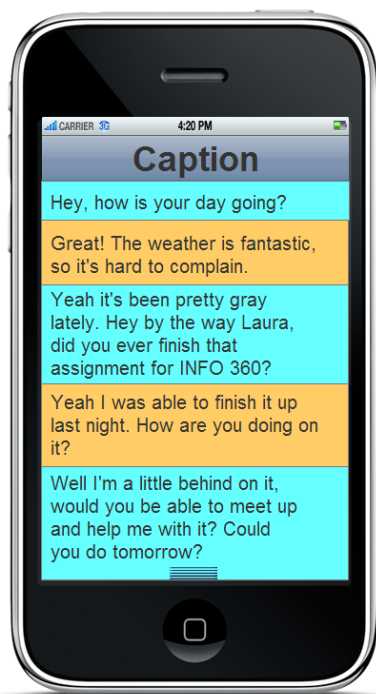 CARRIER 3G 4:20 PM
Caption
Hey, how is your day going?
Great! The weather is fantastic,
so it's hard to complain.
Yeah it's been pretty gray
lately. Hey by the way Laura,
did you ever finish that
assignment for INFO 360?
Yeah I was able to finish it up
last night. How are you doing on
it?
Well I'm a little behind on it,
would you be able to meet up
and help me with it? Could
you do tomorrow?